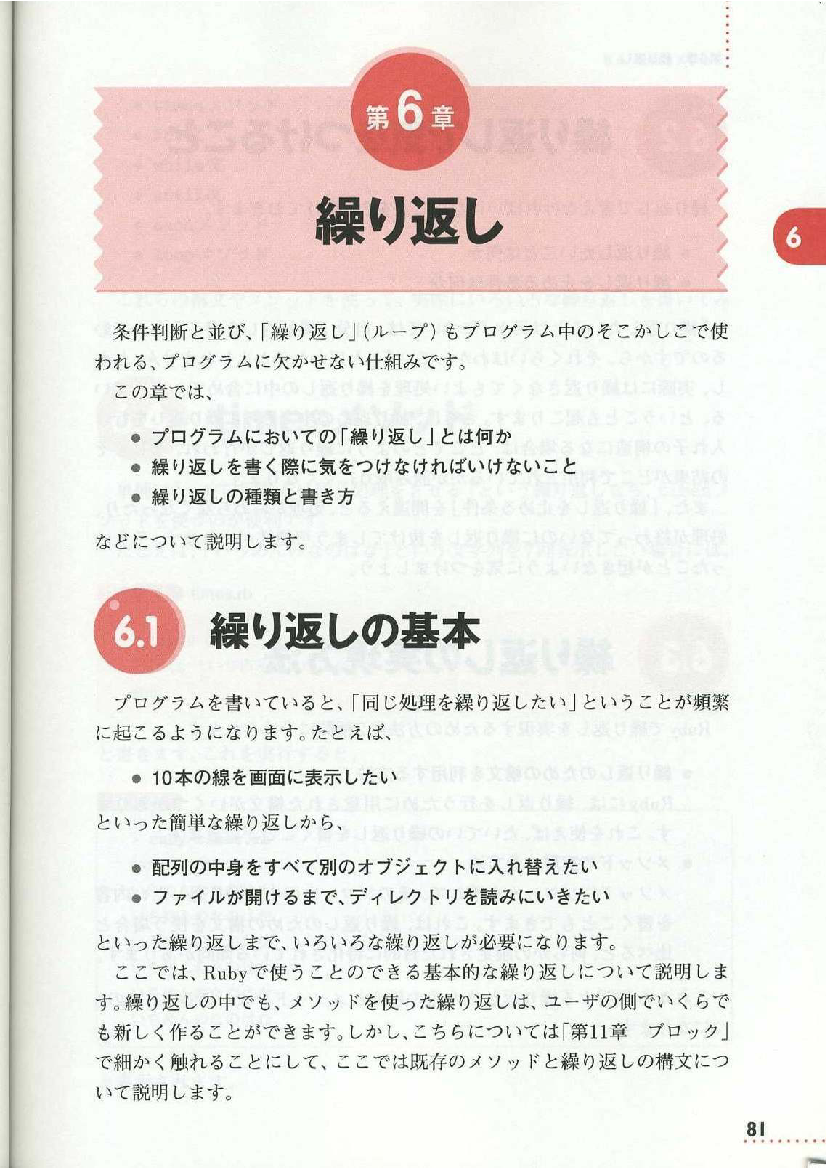 第6章
繰り返し
6
条件判断と並び、「繰り返し」(ループ)もプログラム中のそこかしこで使
われる、プログラムに欠かせない仕組みです。
この章では、
● プログラムにおいての「繰り返し」とは何か
● 繰り返しを書く際に気をつけなければいけないこと
● 繰り返しの種類と書き方
などについて説明します。
6.1 繰り返しの基本
プログラムを書いていると、「同じ処理を繰り返したい」ということが頻繁
に起こるようになります。たとえば、
● 10本の線を画面に表示したい
といった簡単な繰り返しから、
● 配列の中身をすべて別のオブジェクトに入れ替えたい
● ファイルが開けるまで、ディレクトリを読みにいきたい
といった繰り返しまで、いろいろな繰り返しが必要になります。
ここでは、Rubyで使うことのできる基本的な繰り返しについて説明しま
す。繰り返しの中でも、メソッドを使った繰り返しは、ユーザの側でいくらで
も新しく作ることができます。しかし、こちらについては「第11章 ブロック」
で細かく触れることにして、ここでは既存のメソッドと繰り返しの構文につ
いて説明します。
81